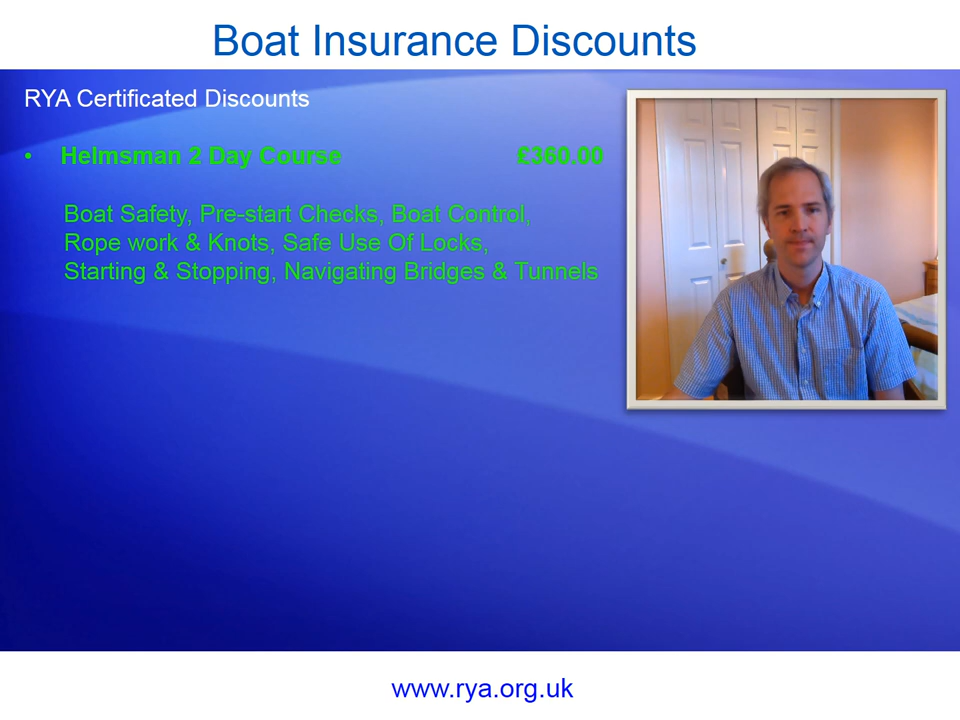 Boat Insurance Discounts
RYA Certificated Discounts
• Helmsman 2 Day Course £360.00
Boat Safety, Pre-start Checks, Boat Control,
Rope work & Knots, Safe Use Of Locks,
Starting & Stopping, Navigating Bridges & Tunnels
www.rya.org.uk